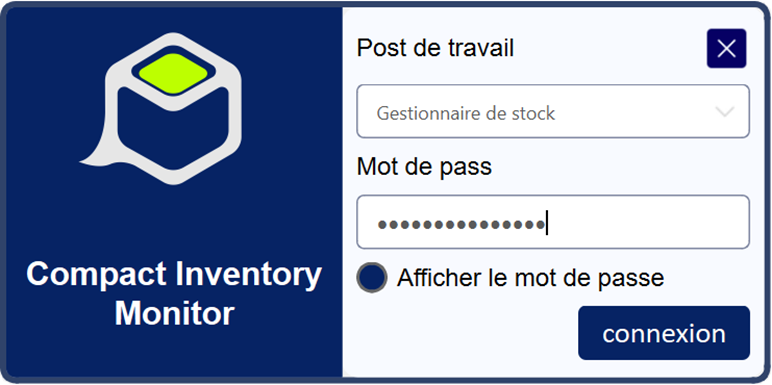 Post de travail
Gestionnaire de stock
Mot de pass
•••••••••••••••
Afficher le mot de passe
connexion
Compact Inventory
Monitor